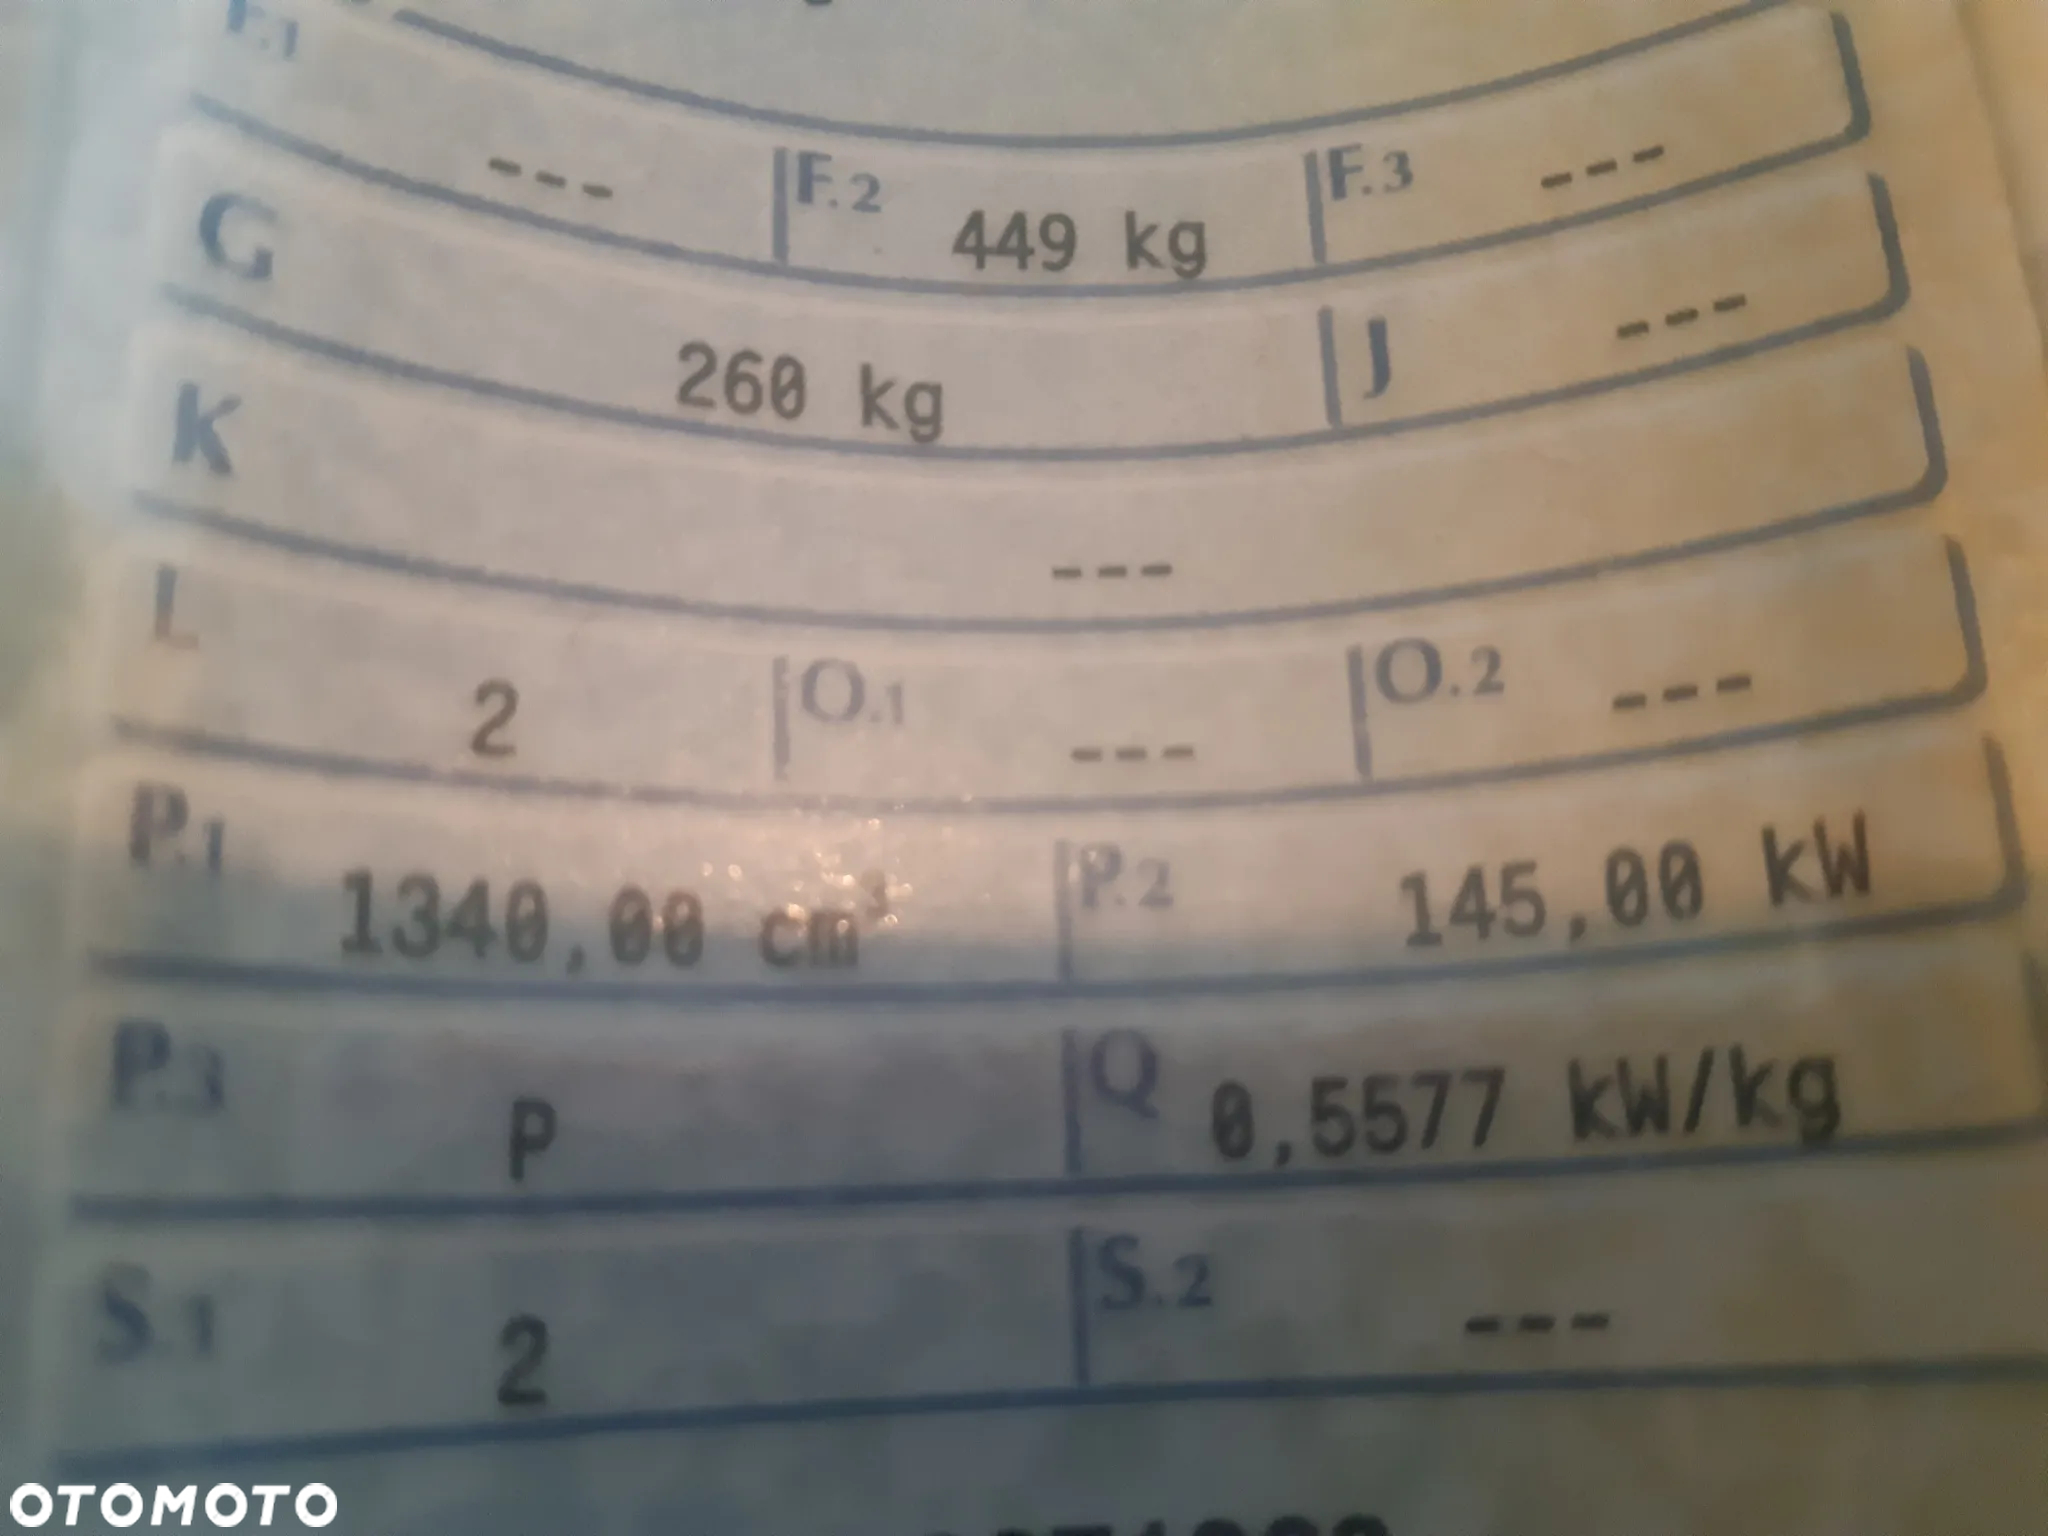 F.1 --- F.2 449 kg F.3 ---
G 260 kg J ---
K ---
L 2 O.1 --- O.2 ---
P.1 1340,00 cm³ P.2 145,00 kW
P.3 P Q 0,5577 kW/kg
S.1 2 S.2 ---
OTOMOTO